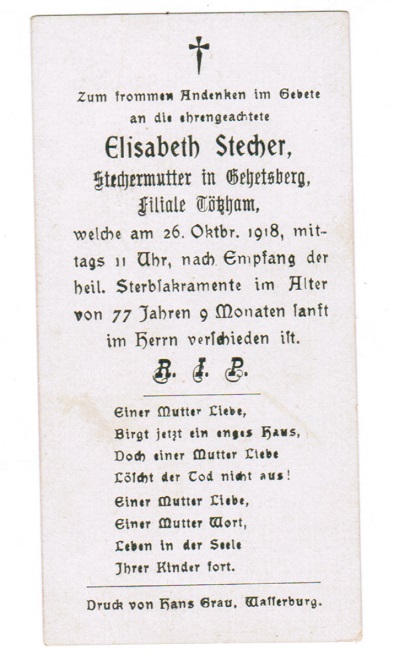 Zum frommen Andenken im Gebete
an die ehrengeachtete
Elisabeth Stecher,
Stechermutter in Gehetsberg,
Filiale Tötzham,
welche am 26. Oktbr. 1918, mit-
tags 11 Uhr, nach Empfang der
heil. Sterbsakramente im Alter
von 77 Jahren 9 Monaten sanft
im Herrn verschieden ist.
R. I. P.
Einer Mutter Liebe,
Birgt jetzt ein enges Haus,
Doch einer Mutter Liebe
Löscht der Tod nicht aus!
Einer Mutter Liebe,
Einer Mutter Wort,
Leben in der Seele
Ihrer Kinder fort.
Druck von Hans Grau, Wasserburg.